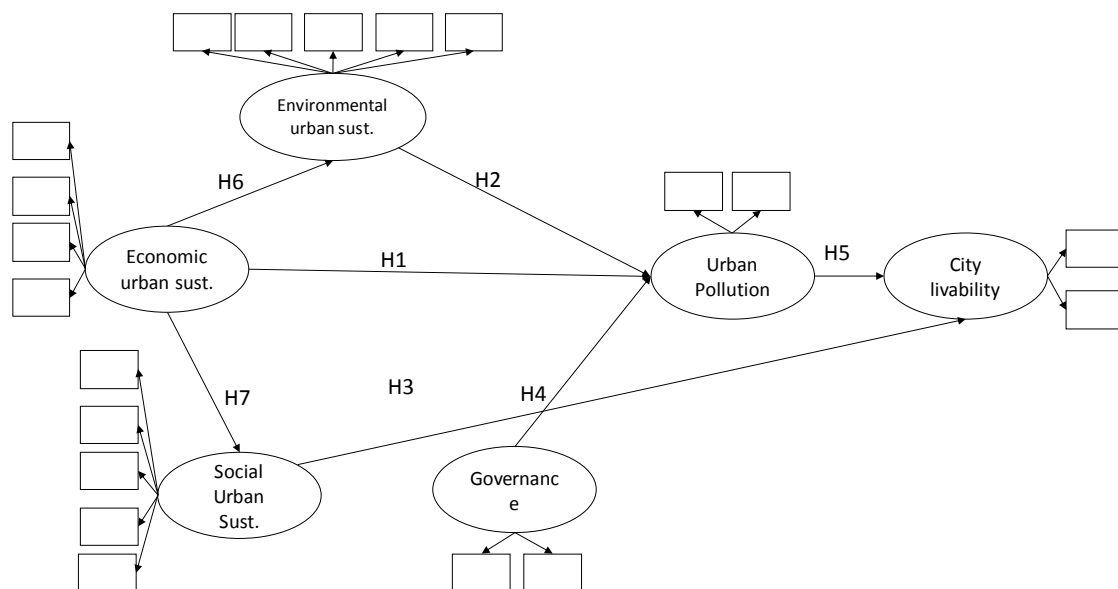 Environmental
urban sust.
H6
H2
Economic
urban sust.
H1
Urban
Pollution
H5
City
livability
H7
H3
H4
Social
Urban
Sust.
Governanc
e